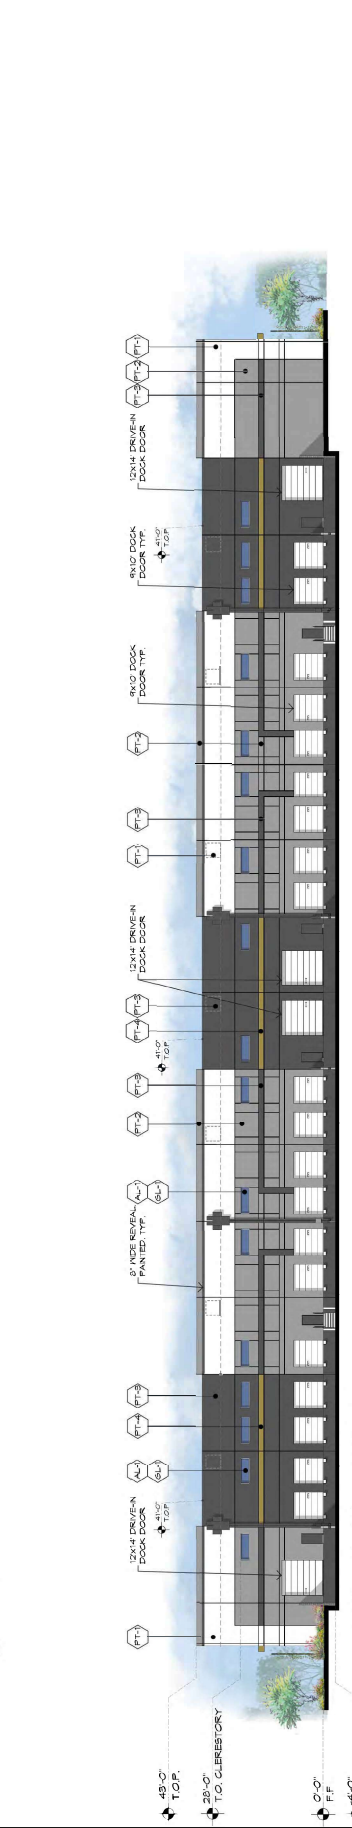 43'-0"
T.O.P.
28'-0"
T.O. CLERESTORY
0'-0"
F.F
PT-1
12X14' DRIVE-IN
DOCK DOOR
41'-0"
T.O.P.
AL-1
GL-1
PT-4
PT-3
8" WIDE REVEAL,
PAINTED, TYP.
AL-1
GL-1
PT-2
PT-3
41'-0"
T.O.P.
PT-4
PT-3
12X14' DRIVE-IN
DOCK DOOR
PT-1
PT-3
PT-2
9X10' DOCK
DOOR TYP.
9X10' DOCK
DOOR TYP.
41'-0"
T.O.P.
12X14' DRIVE-IN
DOCK DOOR
PT-3
PT-2
PT-1